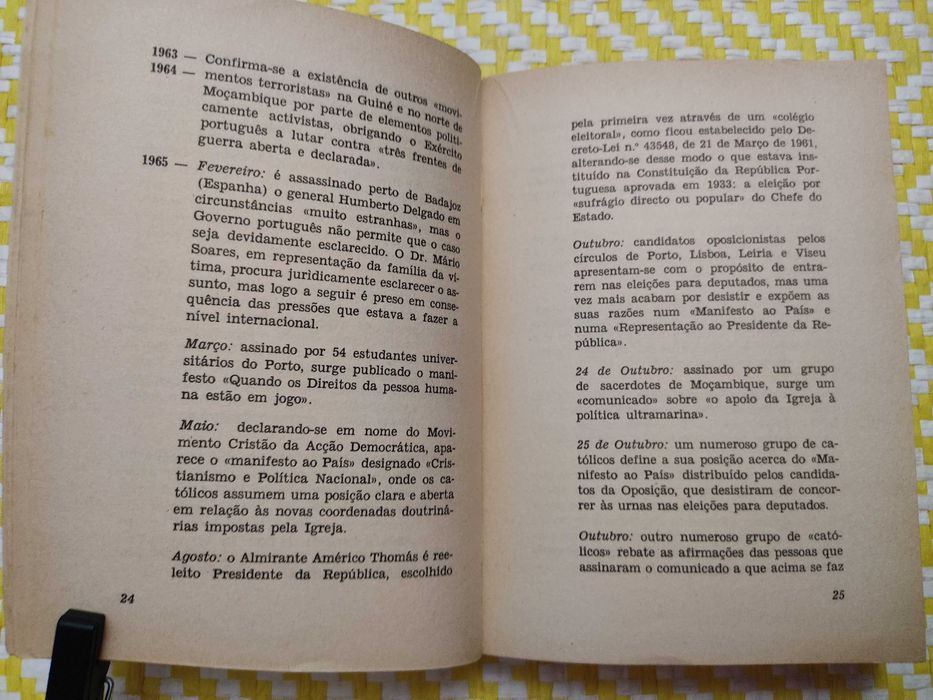 1963 — Confirma-se a existência de outros «movi-
1964 — mentos terroristas» na Guiné e no norte de
Moçambique por parte de elementos politi-
camente activistas, obrigando o Exército
português a lutar contra «três frentes de
guerra aberta e declarada».
1965 — Fevereiro: é assassinado perto de Badajoz
(Espanha) o general Humberto Delgado em
circunstâncias «muito estranhas», mas o
Governo português não permite que o caso
seja devidamente esclarecido. O Dr. Mário
Soares, em representação da família da ví-
tima, procura juridicamente esclarecer o as-
sunto, mas logo a seguir é preso em conse-
quência das pressões que estava a fazer a
nível internacional.
Março: assinado por 54 estudantes univer-
sitários do Porto, surge publicado o mani-
festo «Quando os Direitos da pessoa huma-
na estão em jogo».
Maio: declarando-se em nome do Movi-
mento Cristão da Acção Democrática, apa-
rece o «manifesto ao País» designado «Cris-
tianismo e Política Nacional», onde os ca-
tólicos assumem uma posição clara e aberta
em relação às novas coordenadas doutriná-
rias impostas pela Igreja.
Agosto: o Almirante Américo Thomás é ree-
leito Presidente da República, escolhido
24
pela primeira vez através de um «colégio
eleitoral», como ficou estabelecido pelo De-
creto-Lei n.º 43548, de 21 de Março de 1961,
alterando-se desse modo o que estava ins-
tituído na Constituição da República Por-
tuguesa aprovada em 1933: a eleição por
«sufrágio directo ou popular» do Chefe do
Estado.
Outubro: candidatos oposicionistas pelos
círculos de Porto, Lisboa, Leiria e Viseu
apresentam-se com o propósito de entra-
rem nas eleições para deputados, mas uma
vez mais acabam por desistir e expõem as
suas razões num «Manifesto ao País» e
numa «Representação ao Presidente da Re-
pública».
24 de Outubro: assinado por um grupo
de sacerdotes de Moçambique, surge um
«comunicado» sobre «o apoio da Igreja à
política ultramarina».
25 de Outubro: um numeroso grupo de ca-
tólicos define a sua posição acerca do «Ma-
nifesto ao País» distribuído pelos candida-
tos da Oposição, que desistiram de concor-
rer às urnas nas eleições para deputados.
Outubro: outro numeroso grupo de «cató-
licos» rebate as afirmações das pessoas que
assinaram o comunicado a que acima se faz
25